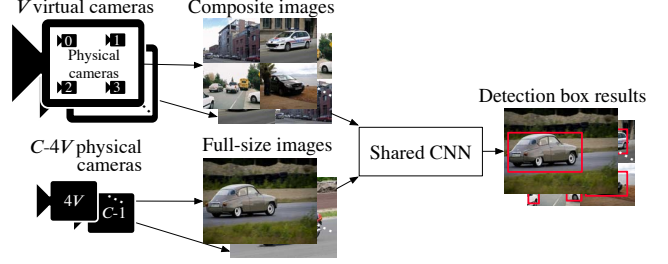 V virtual cameras
Composite images
0
1
Physical
cameras
2
3
Detection box results
C-4V physical
cameras
Full-size images
Shared CNN
4V
C-1